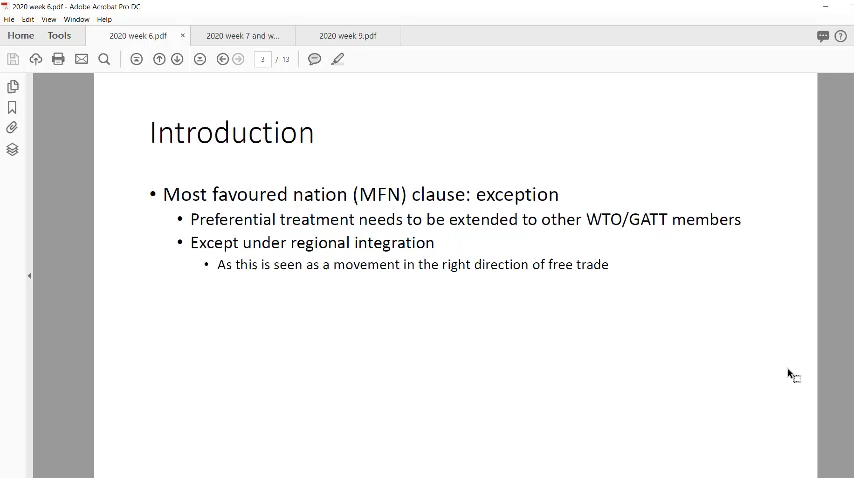 2020 week 6.pdf - Adobe Acrobat Pro DC
File Edit View Window Help
Home Tools 2020 week 6.pdf × 2020 week 7 and w... 2020 week 9.pdf
3 / 13
Introduction
• Most favoured nation (MFN) clause: exception
• Preferential treatment needs to be extended to other WTO/GATT members
• Except under regional integration
• As this is seen as a movement in the right direction of free trade